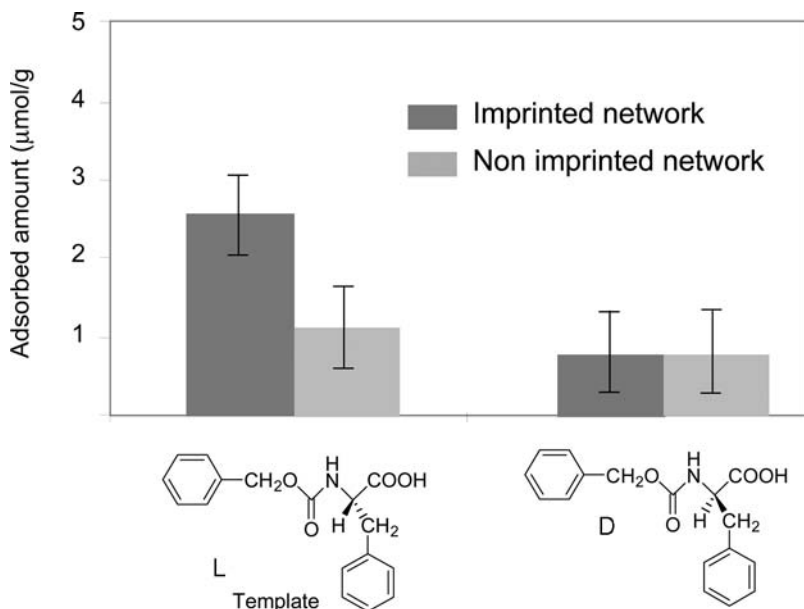 Adsorbed amount (μmol/g)
5
4
3
2
1
Imprinted network
Non imprinted network
CH2O
O
H
N
COOH
H
CH2
L
Template
CH2O
O
H
N
COOH
H
CH2
D